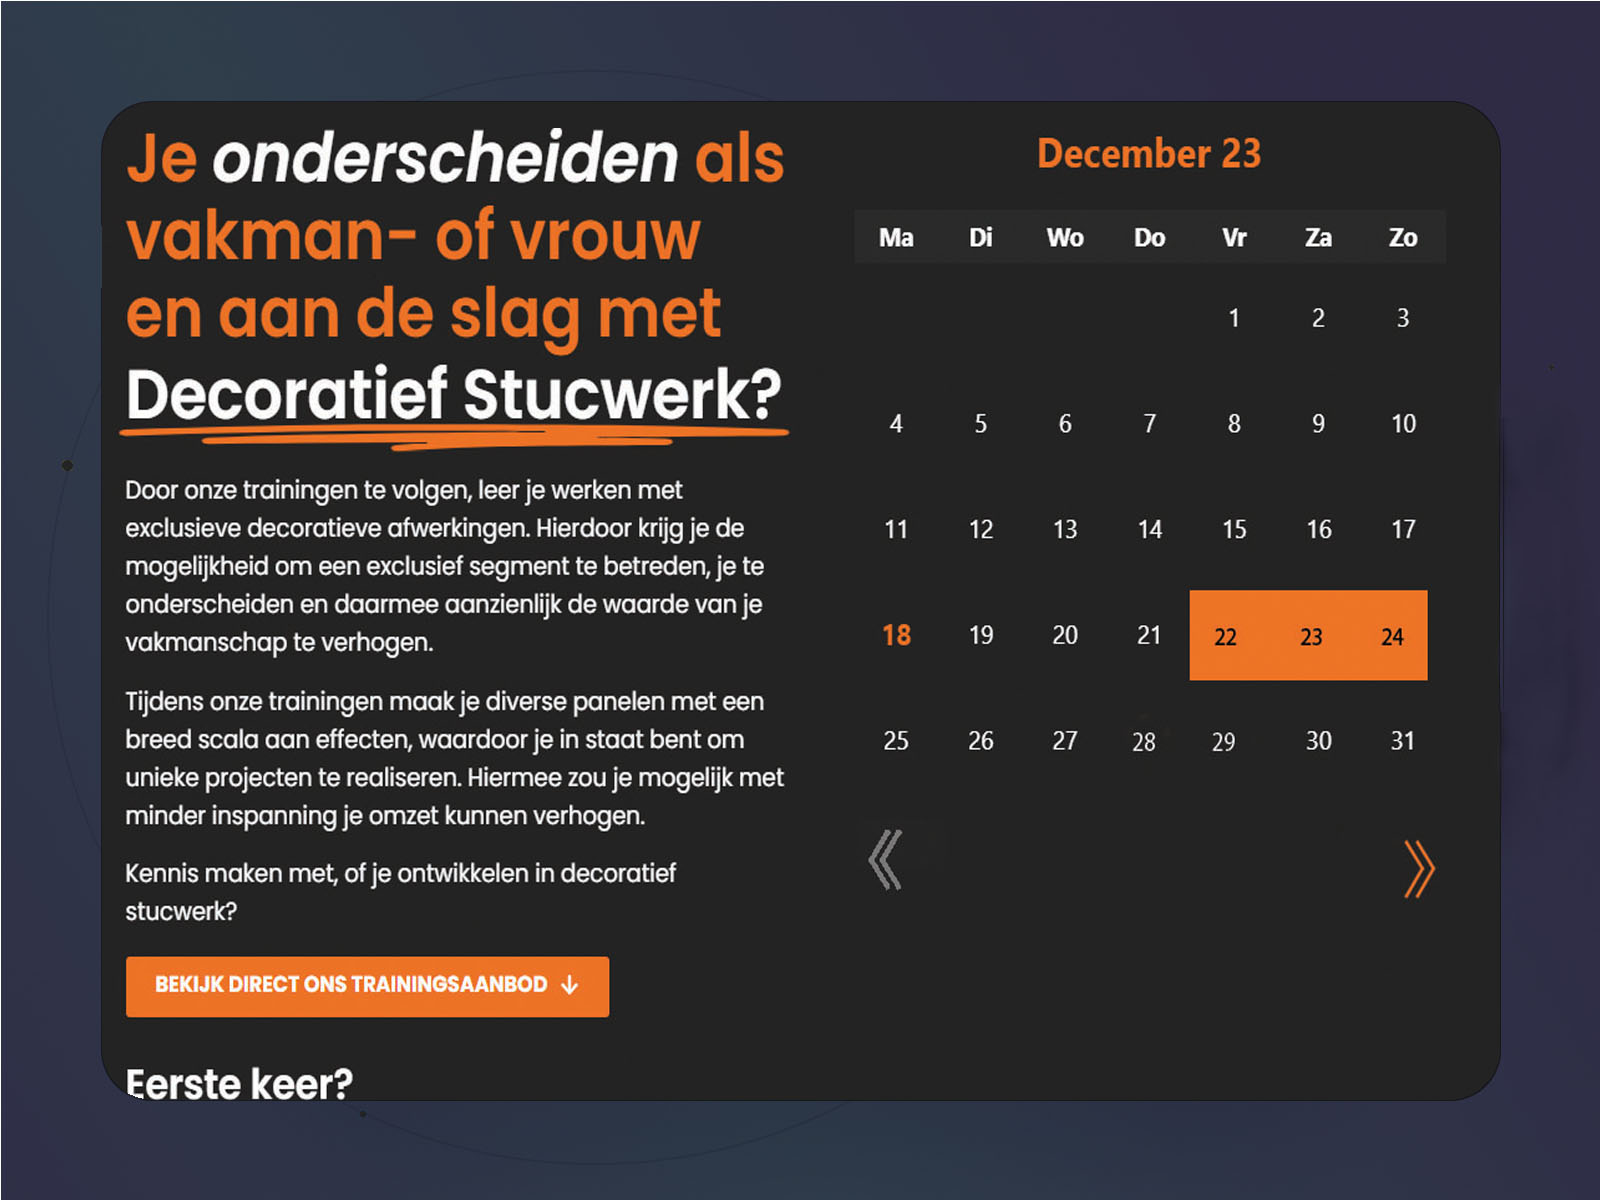 Je onderscheiden als
vakman- of vrouw
en aan de slag met
Decoratief Stucwerk?
Door onze trainingen te volgen, leer je werken met
exclusieve decoratieve afwerkingen. Hierdoor krijg je de
mogelijkheid om een exclusief segment te betreden, je te
onderscheiden en daarmee aanzienlijk de waarde van je
vakmanschap te verhogen.
Tijdens onze trainingen maak je diverse panelen met een
breed scala aan effecten, waardoor je in staat bent om
unieke projecten te realiseren. Hiermee zou je mogelijk met
minder inspanning je omzet kunnen verhogen.
Kennis maken met, of je ontwikkelen in decoratief
stucwerk?
BEKIJK DIRECT ONS TRAININGSAANBOD ↓
Eerste keer?
December 23
Ma Di Wo Do Vr Za Zo
1 2 3
4 5 6 7 8 9 10
11 12 13 14 15 16 17
18 19 20 21 22 23 24
25 26 27 28 29 30 31